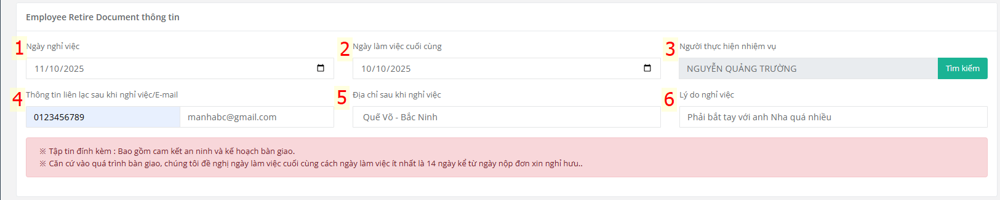 Employee Retire Document thông tin
1 Ngày nghỉ việc
2 Ngày làm việc cuối cùng
3 Người thực hiện nhiệm vụ
11/10/2025
10/10/2025
NGUYỄN QUẢNG TRƯỜNG
Tìm kiếm
4 Thông tin liên lạc sau khi nghỉ việc/E-mail
5 Địa chỉ sau khi nghỉ việc
6 Lý do nghỉ việc
0123456789
manhabc@gmail.com
Quế Võ - Bắc Ninh
Phải bắt tay với anh Nha quá nhiều
※ Tập tin đính kèm : Bao gồm cam kết an ninh và kế hoạch bàn giao.
※ Căn cứ vào quá trình bàn giao, chúng tôi đề nghị ngày làm việc cuối cùng cách ngày làm việc ít nhất là 14 ngày kể từ ngày nộp đơn xin nghỉ hưu..